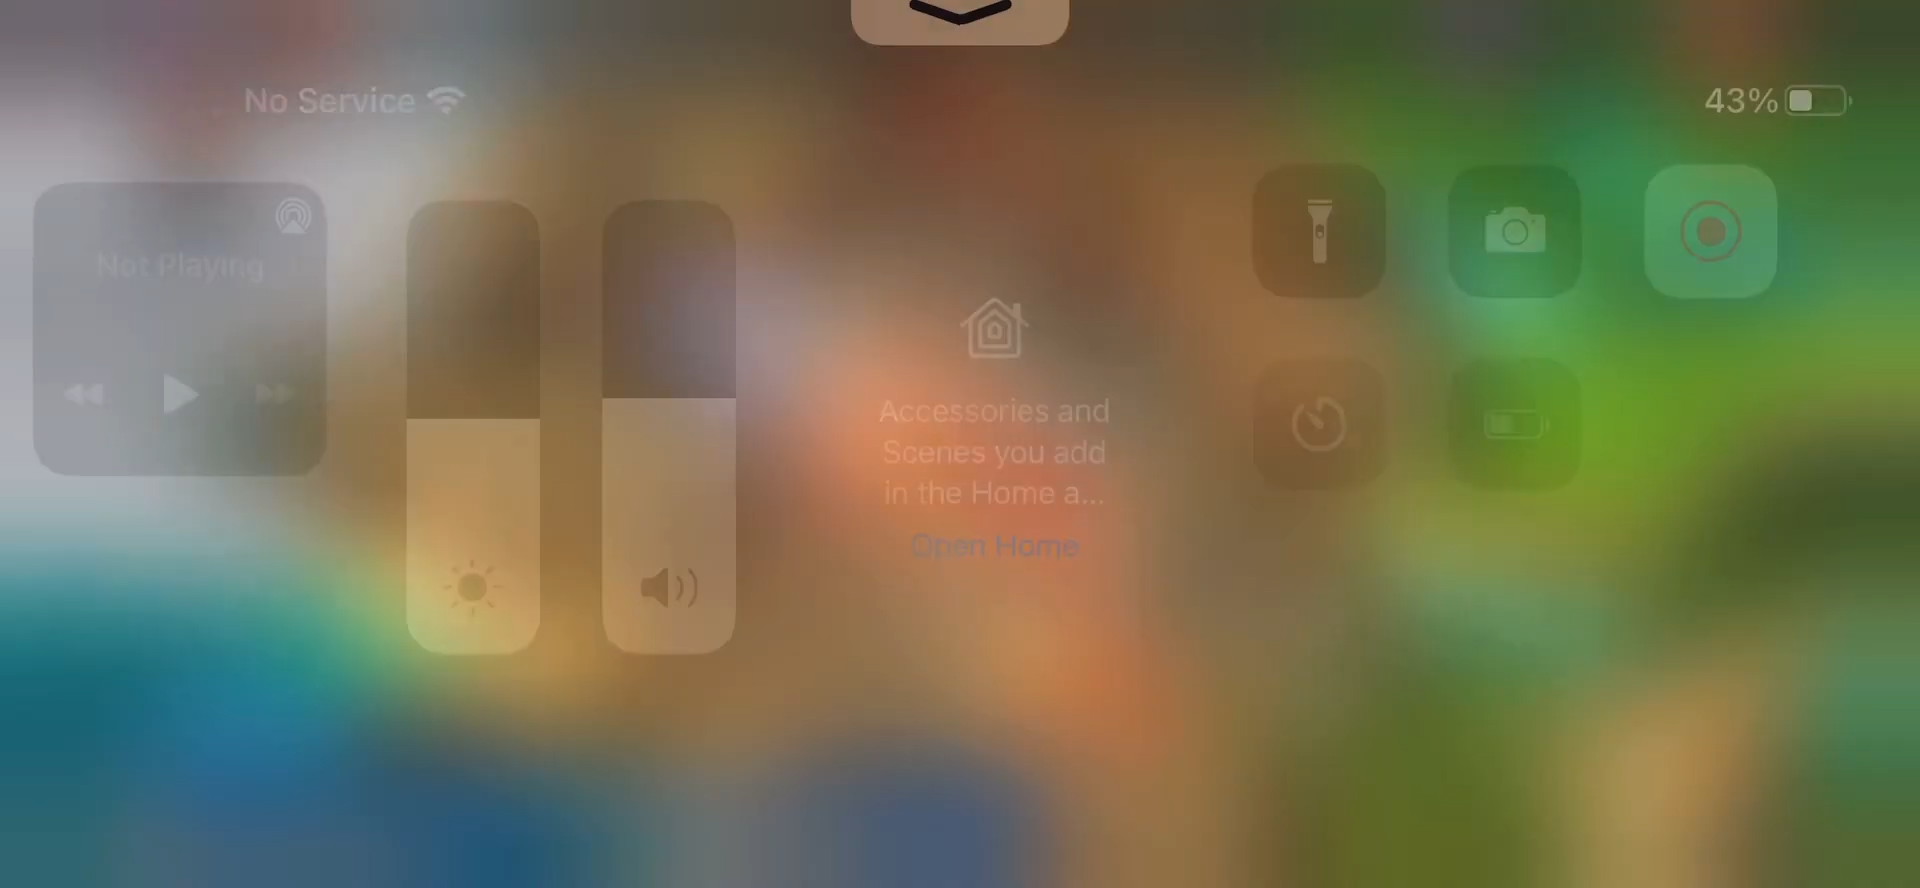 No Service
43%
Not Playing
Accessories and
Scenes you add
in the Home a...
Open Home